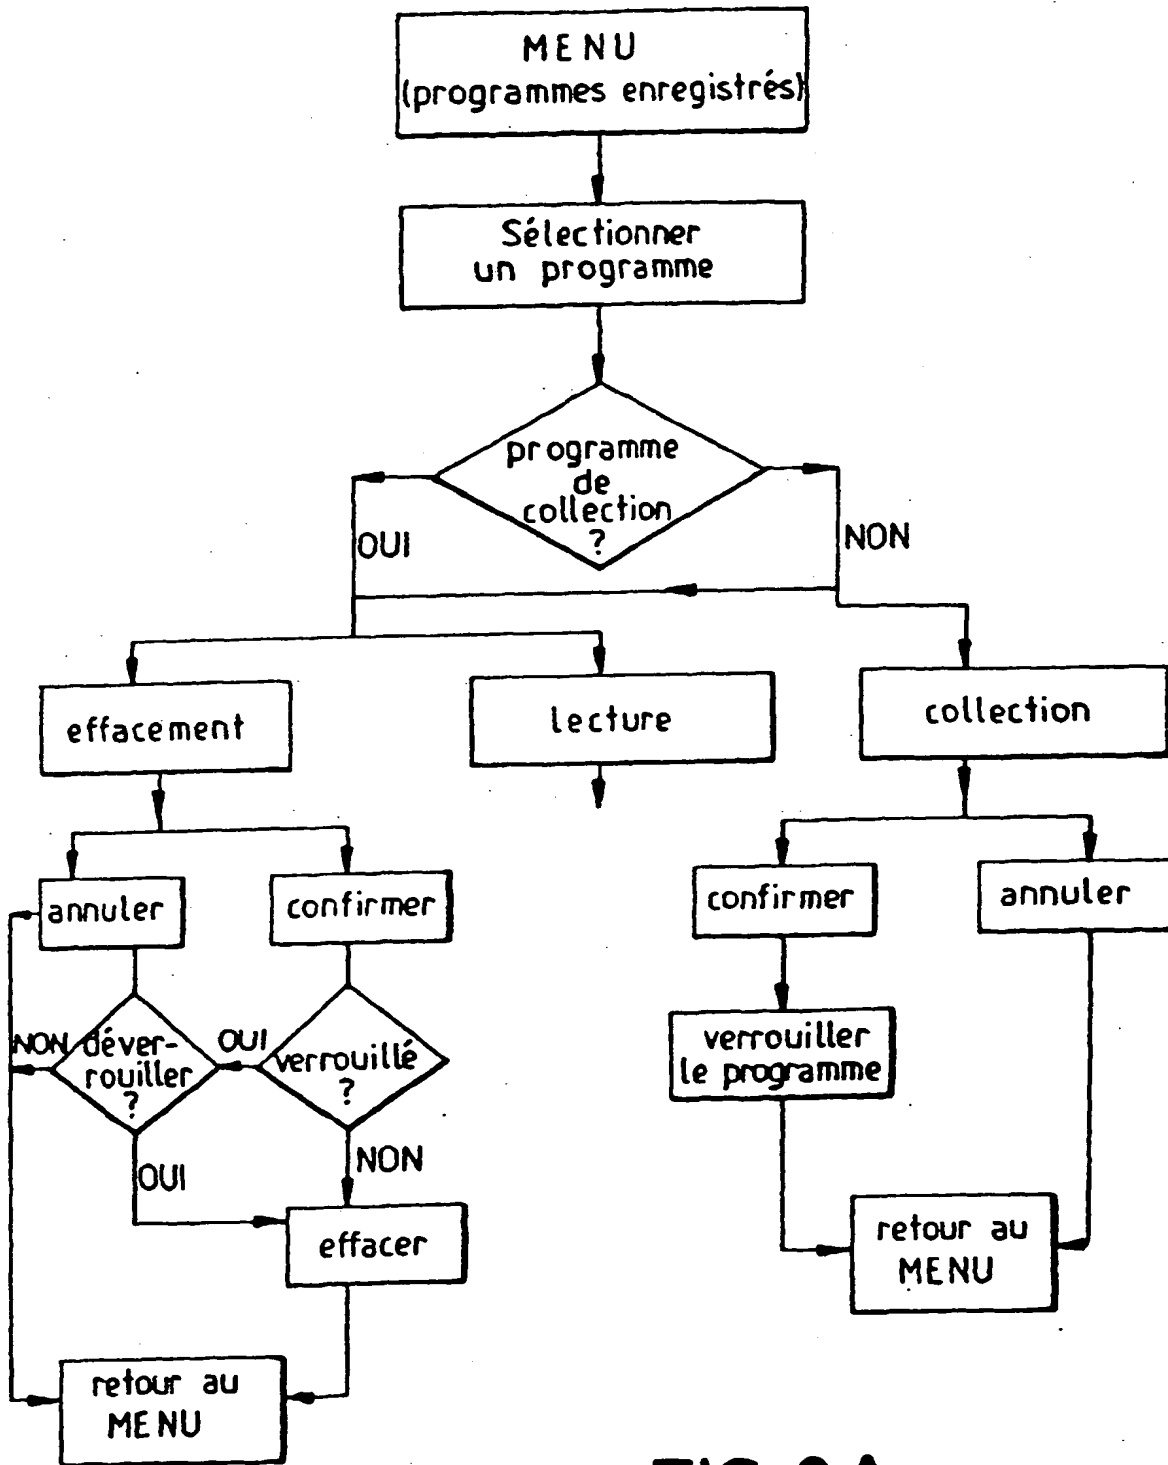 MENU
(programmes enregistrés)
Sélectionner
un programme
programme
de
collection
?
OUI
NON
effacement
lecture
collection
annuler
confirmer
confirmer
annuler
NON
déver-
rouiller
?
OUI
verrouillé
?
verrouiller
le programme
OUI
NON
effacer
retour au
MENU
retour au
MENU